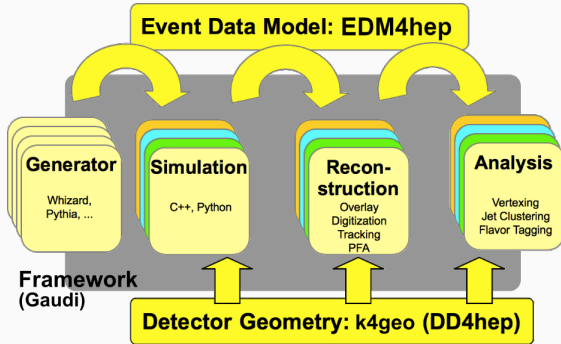 Event Data Model: EDM4hep
Generator
Whizard,
Pythia, ...
Simulation
C++, Python
Recon-
struction
Overlay
Digitization
Tracking
PFA
Analysis
Vertexing
Jet Clustering
Flavor Tagging
Framework
(Gaudi)
Detector Geometry: k4geo (DD4hep)